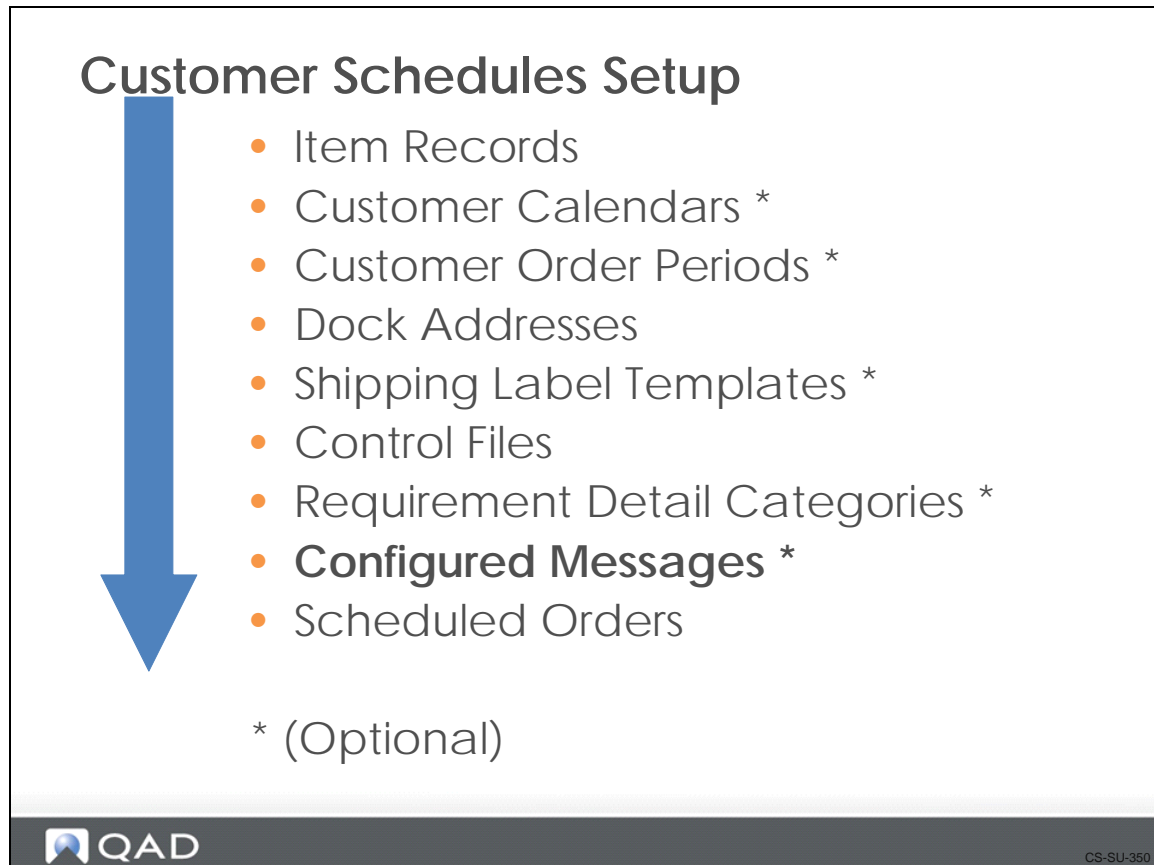 Customer Schedules Setup
• Item Records
• Customer Calendars *
• Customer Order Periods *
• Dock Addresses
• Shipping Label Templates *
• Control Files
• Requirement Detail Categories *
• Configured Messages *
• Scheduled Orders
* (Optional)
QAD
CS-SU-350